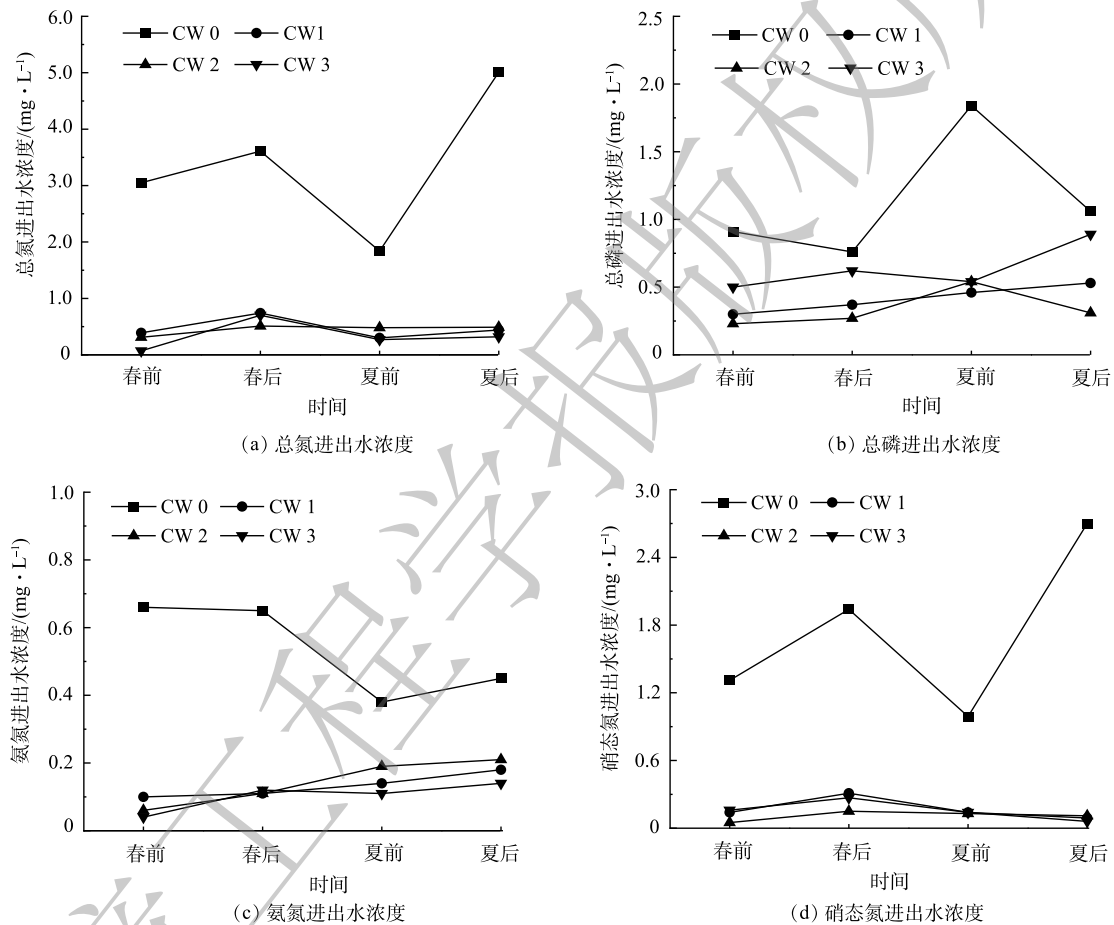 6.0
5.0
4.0
3.0
2.0
1.0
0
总氮进出水浓度/(mg·L⁻¹)
CW 0
CW1
CW 2
CW 3
春前
春后
夏前
夏后
时间
(a) 总氮进出水浓度
2.5
2.0
1.5
1.0
0.5
0
总磷进出水浓度/(mg·L⁻¹)
CW 0
CW 1
CW 2
CW 3
春前
春后
夏前
夏后
时间
(b) 总磷进出水浓度
1.0
0.8
0.6
0.4
0.2
0
氨氮进出水浓度/(mg·L⁻¹)
CW 0
CW 1
CW 2
CW 3
春前
春后
夏前
夏后
时间
(c) 氨氮进出水浓度
3.0
2.4
1.8
1.2
0.6
0
硝态氮进出水浓度/(mg·L⁻¹)
CW 0
CW 1
CW 2
CW 3
春前
春后
夏前
夏后
时间
(d) 硝态氮进出水浓度
工程学报版权